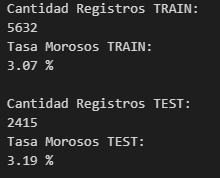 Cantidad Registros TRAIN:
5632
Tasa Morosos TRAIN:
3.07 %
Cantidad Registros TEST:
2415
Tasa Morosos TEST:
3.19 %